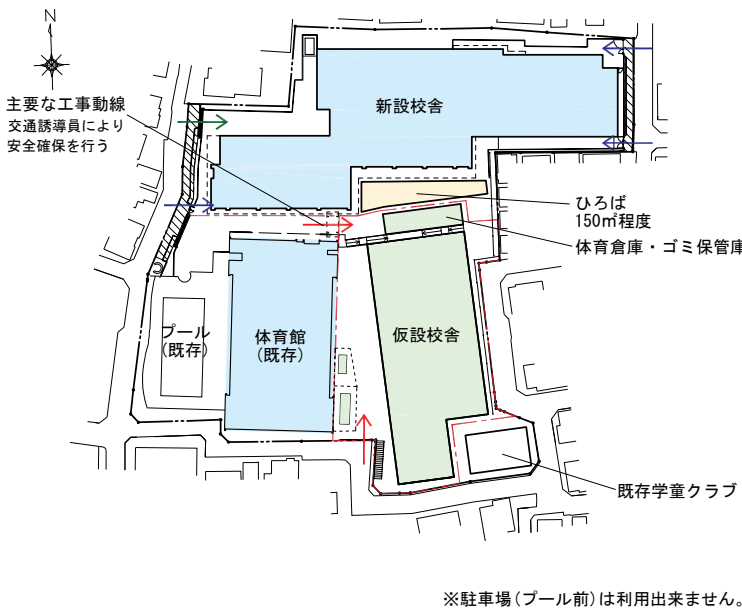 N
新設校舎
主要な工事動線
交通誘導員により
安全確保を行う
ひろば
150㎡程度
体育倉庫・ゴミ保管庫
プール
(既存)
体育館
(既存)
仮設校舎
既存学童クラブ
※駐車場(プール前)は利用出来ません。